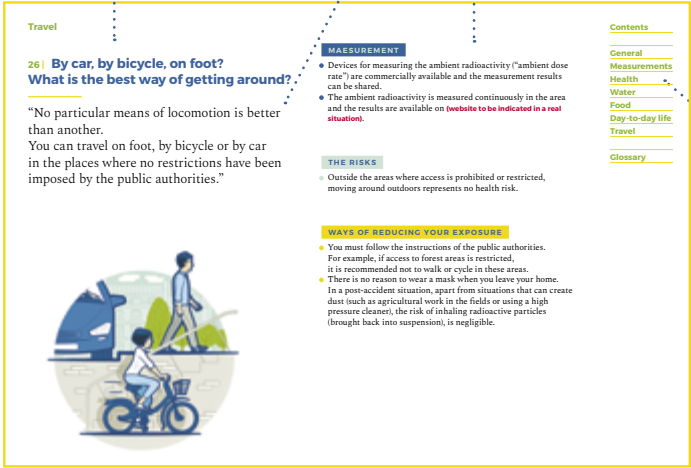 Travel
26| By car, by bicycle, on foot?
What is the best way of getting around?
“No particular means of locomotion is better
than another.
You can travel on foot, by bicycle or by car
in the places where no restrictions have been
imposed by the public authorities.”
MAESUREMENT
Devices for measuring the ambient radioactivity (“ambient dose
rate”) are commercially available and the measurement results
can be shared.
The ambient radioactivity is measured continuously in the area
and the results are available on (website to be indicated in a real
situation).
THE RISKS
Outside the areas where access is prohibited or restricted,
moving around outdoors represents no health risk.
WAYS OF REDUCING YOUR EXPOSURE
You must follow the instructions of the public authorities.
For example, if access to forest areas is restricted,
it is recommended not to walk or cycle in these areas.
There is no reason to wear a mask when you leave your home.
In a post-accident situation, apart from situations that can create
dust (such as agricultural work in the fields or using a high
pressure cleaner), the risk of inhaling radioactive particles
(brought back into suspension), is negligible.
Contents
General
Measurements
Health
Water
Food
Day-to-day life
Travel
Glossary